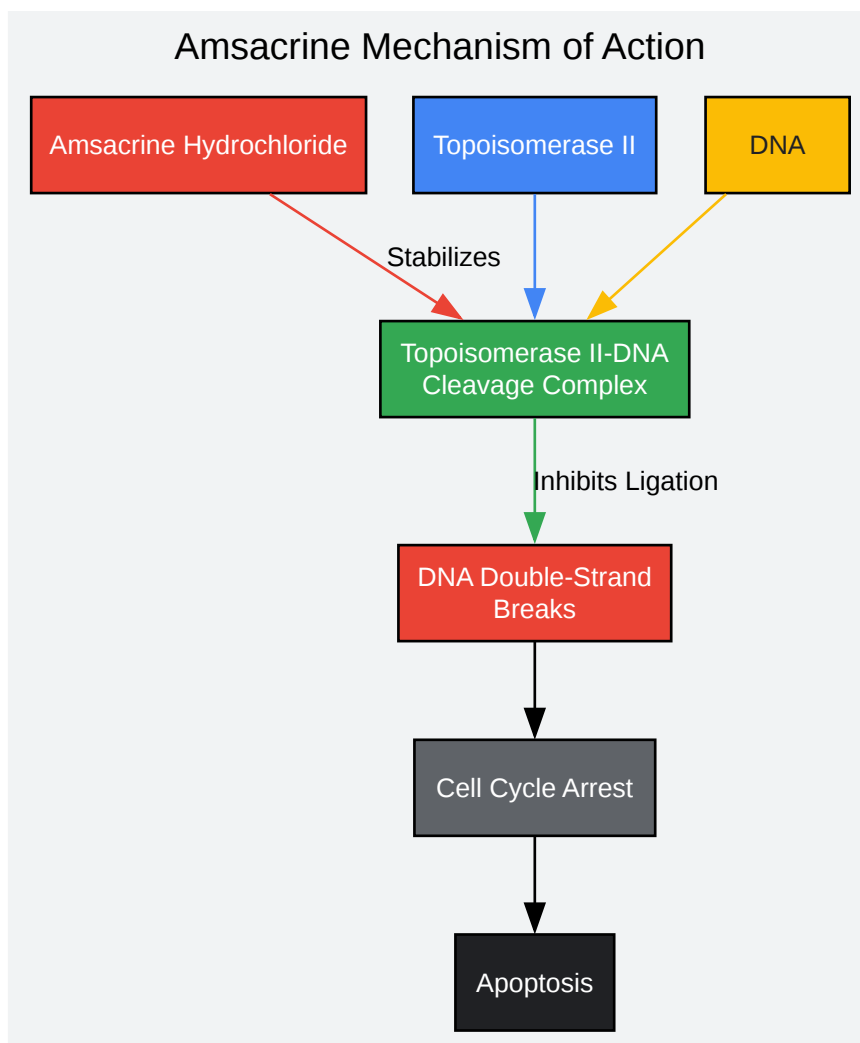 Amsacrine Mechanism of Action
Amsacrine Hydrochloride
Topoisomerase II
DNA
Stabilizes
Topoisomerase II-DNA
Cleavage Complex
Inhibits Ligation
DNA Double-Strand
Breaks
Cell Cycle Arrest
Apoptosis